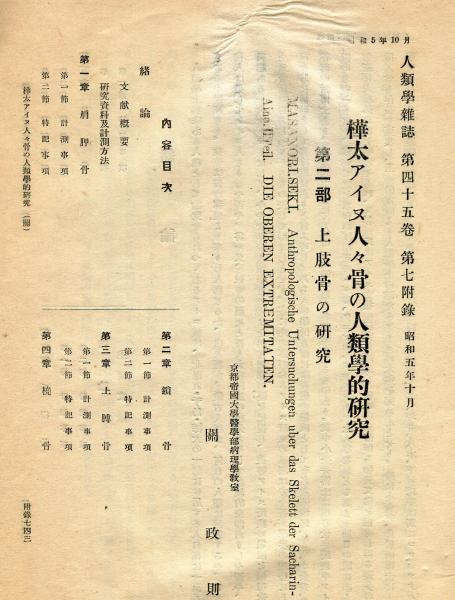 昭和5年10月
人類學雜誌 第四十五卷 第七附錄 昭和五年十月
樺太アイヌ人々骨の人類學的研究
第二部 上肢骨の研究
MASANORI SEKI. Anthropologische Untersuchungen uber das Skelett der Sacharin-
Aino. II Teil. DIE OBEREN EXTREMITATEN.
京都帝國大學醫學部病理學敎室
關 政 則
內容目次
緖論
文獻槪要
硏究資料及計測方法
第一章 肩胛骨
第一節 計測事項
第二節 特記事項
第二章 鎖骨
第一節 計測事項
第二節 特記事項
第三章 上膊骨
第一節 計測事項
第二節 特記事項
第四章 橈骨
樺太アイヌ人々骨の人類學的研究 (關)
(附錄七四三)